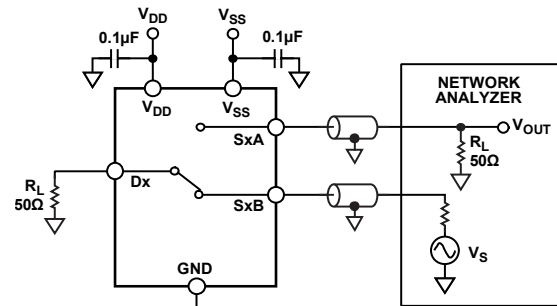 VDD
VSS
0.1µF
0.1µF
VDD
VSS
NETWORK
ANALYZER
SxA
VOUT
RL
50Ω
Dx
RL
50Ω
SxB
VS
GND